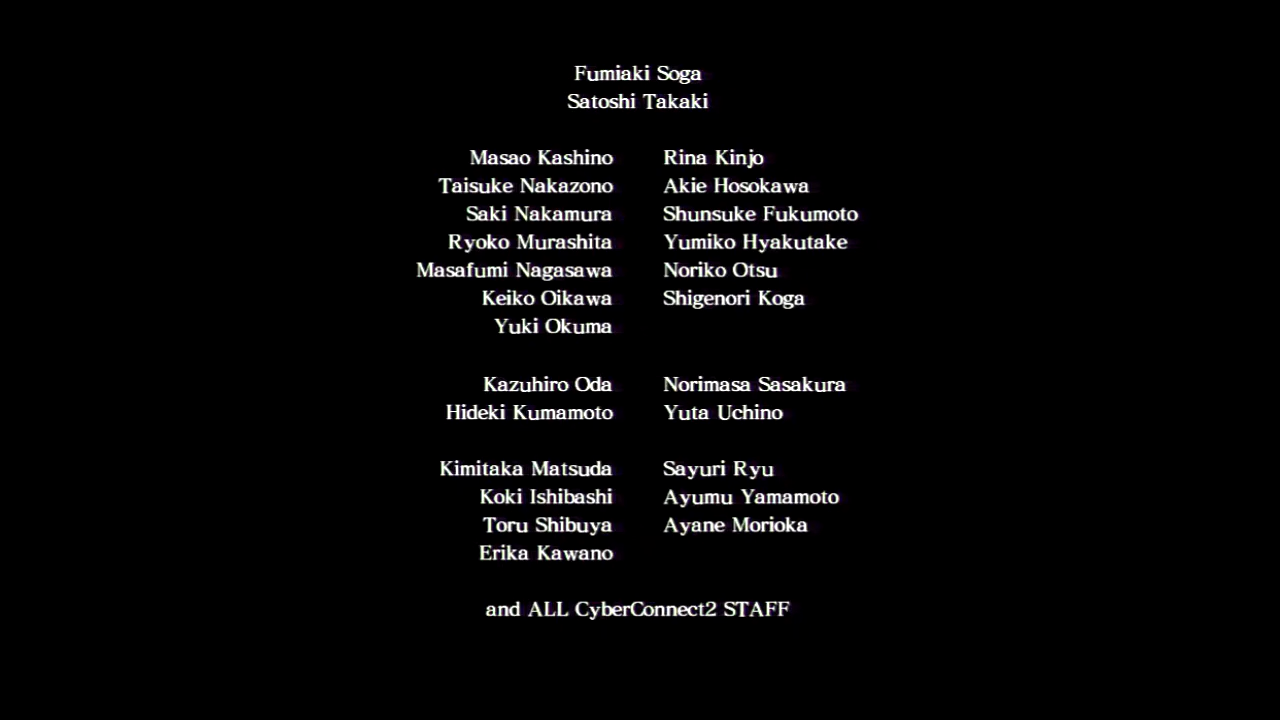 Fumiaki Soga
Satoshi Takaki
Masao Kashino Rina Kinjo
Taisuke Nakazono Akie Hosokawa
Saki Nakamura Shunsuke Fukumoto
Ryoko Murashita Yumiko Hyakutake
Masafumi Nagasawa Noriko Otsu
Keiko Oikawa Shigenori Koga
Yuki Okuma
Kazuhiro Oda Norimasa Sasakura
Hideki Kumamoto Yuta Uchino
Kimitaka Matsuda Sayuri Ryu
Koki Ishibashi Ayumu Yamamoto
Toru Shibuya Ayane Morioka
Erika Kawano
and ALL CyberConnect2 STAFF